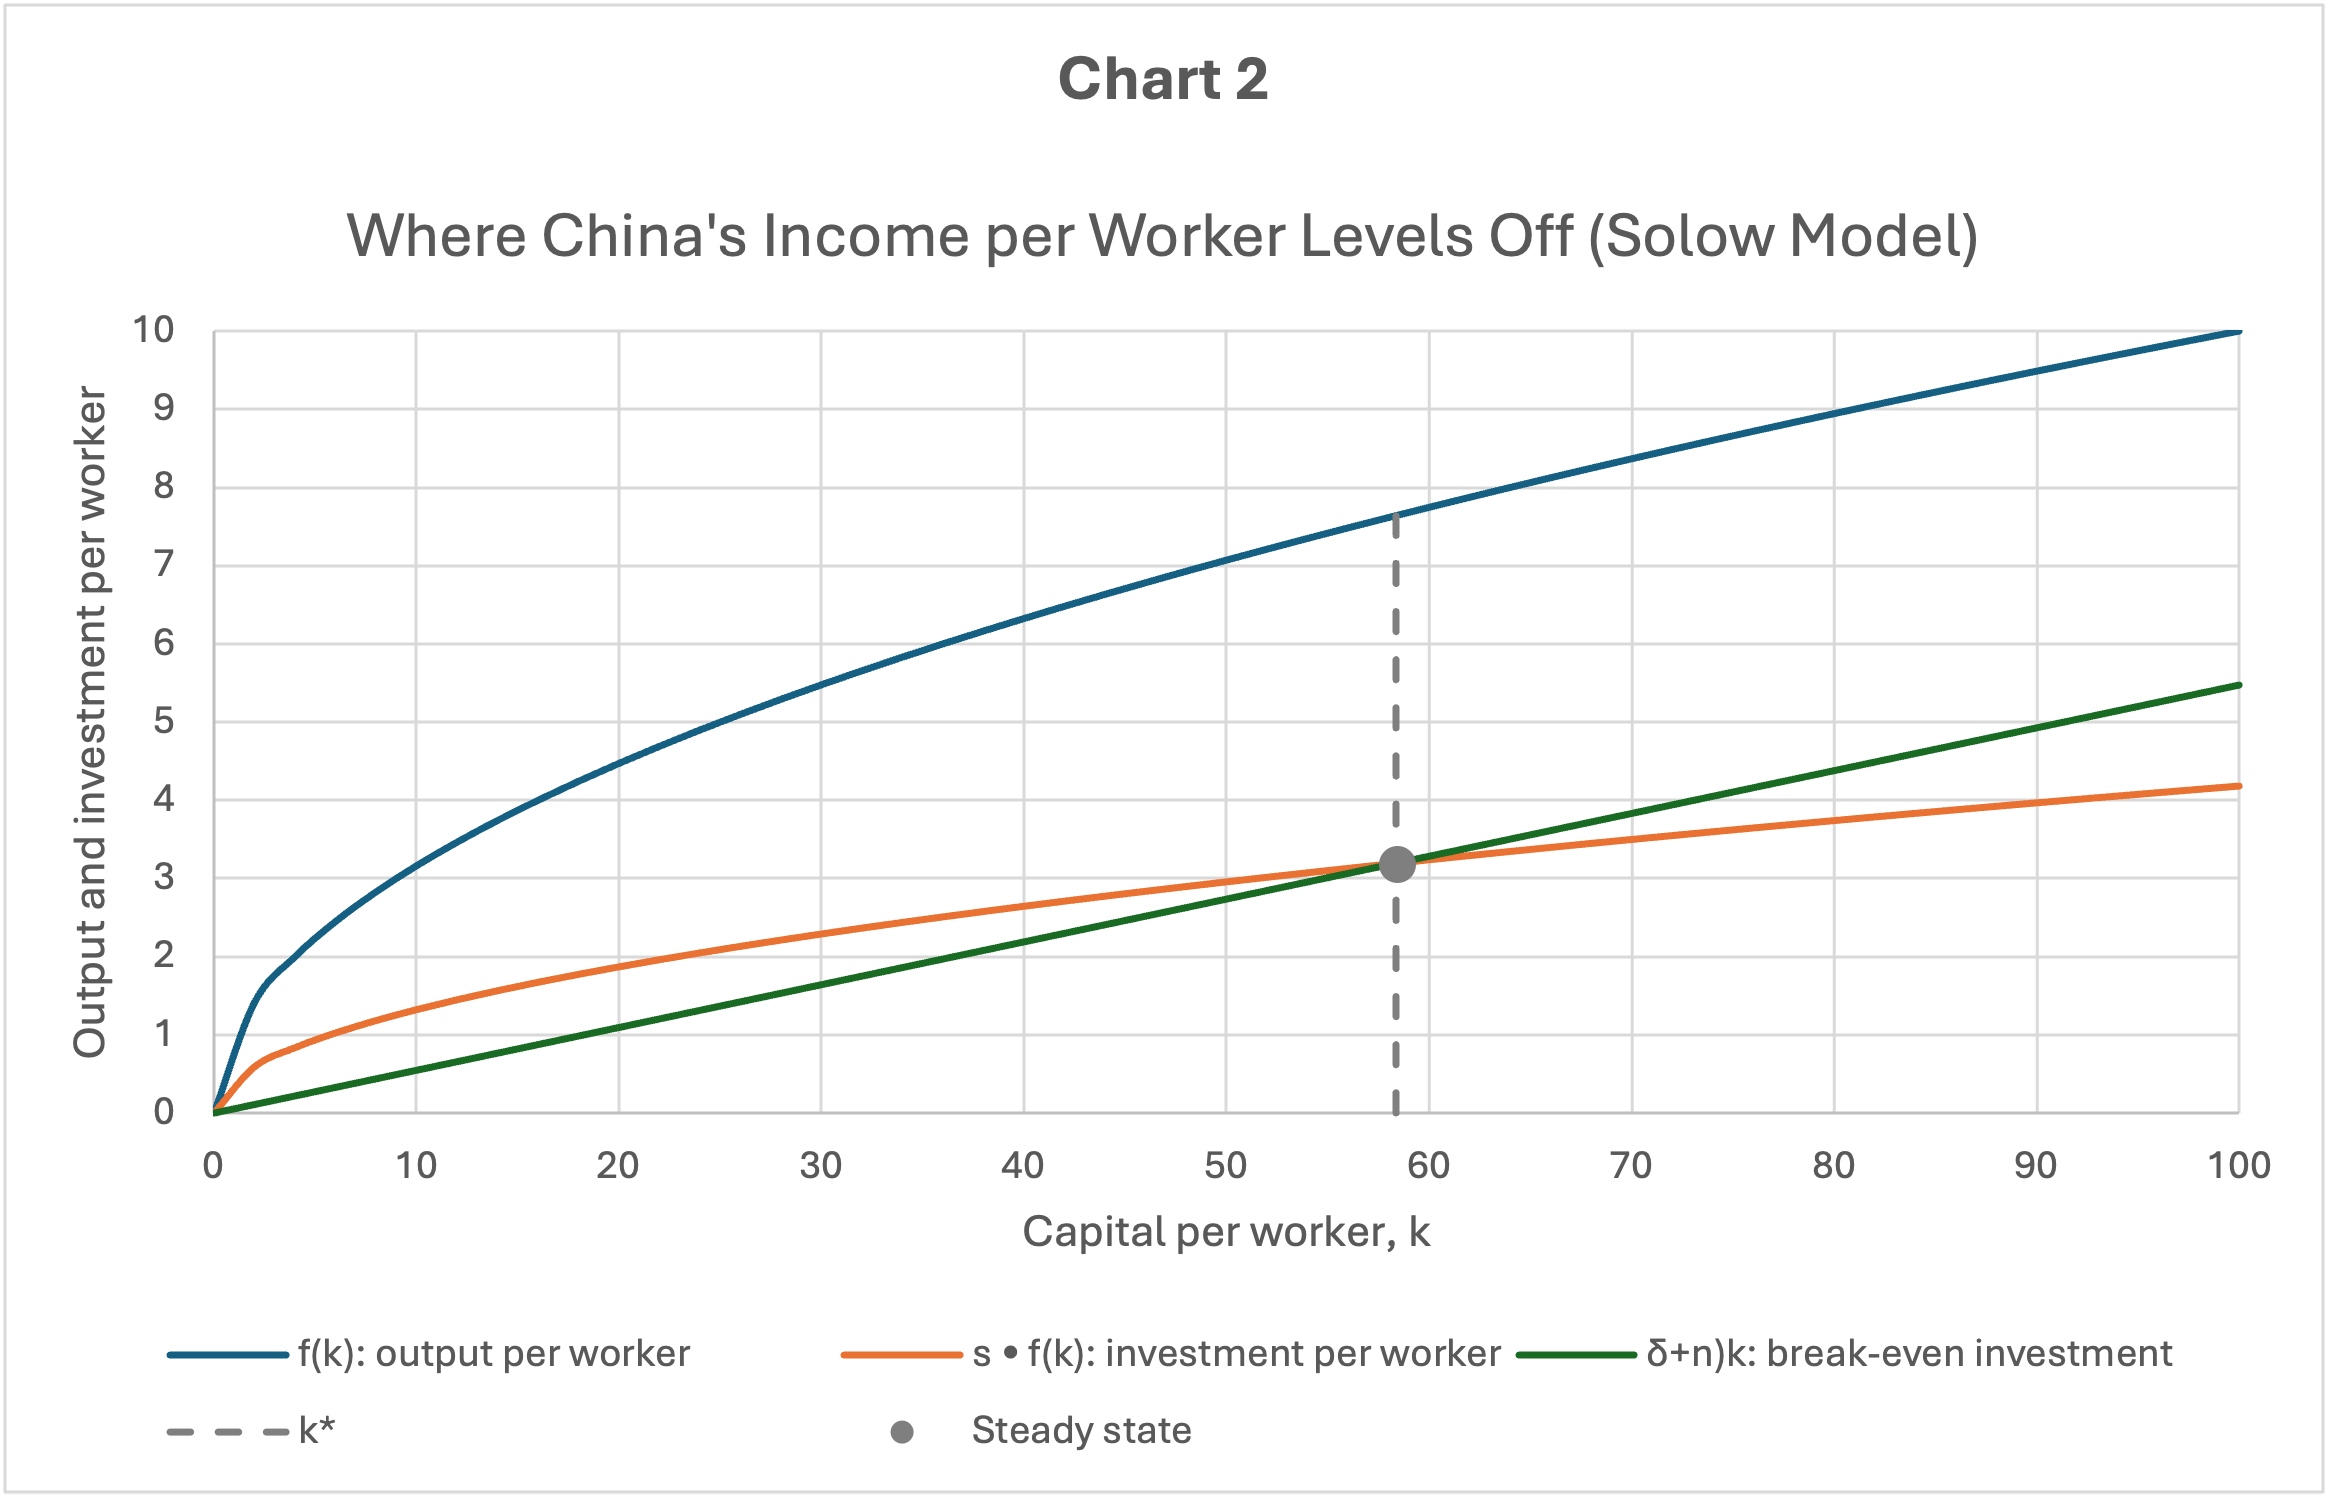 Chart 2
Where China's Income per Worker Levels Off (Solow Model)
10
9
8
7
6
5
4
3
2
1
0
Output and investment per worker
0 10 20 30 40 50 60 70 80 90 100
Capital per worker, k
f(k): output per worker s • f(k): investment per worker δ+n)k: break-even investment
k* Steady state